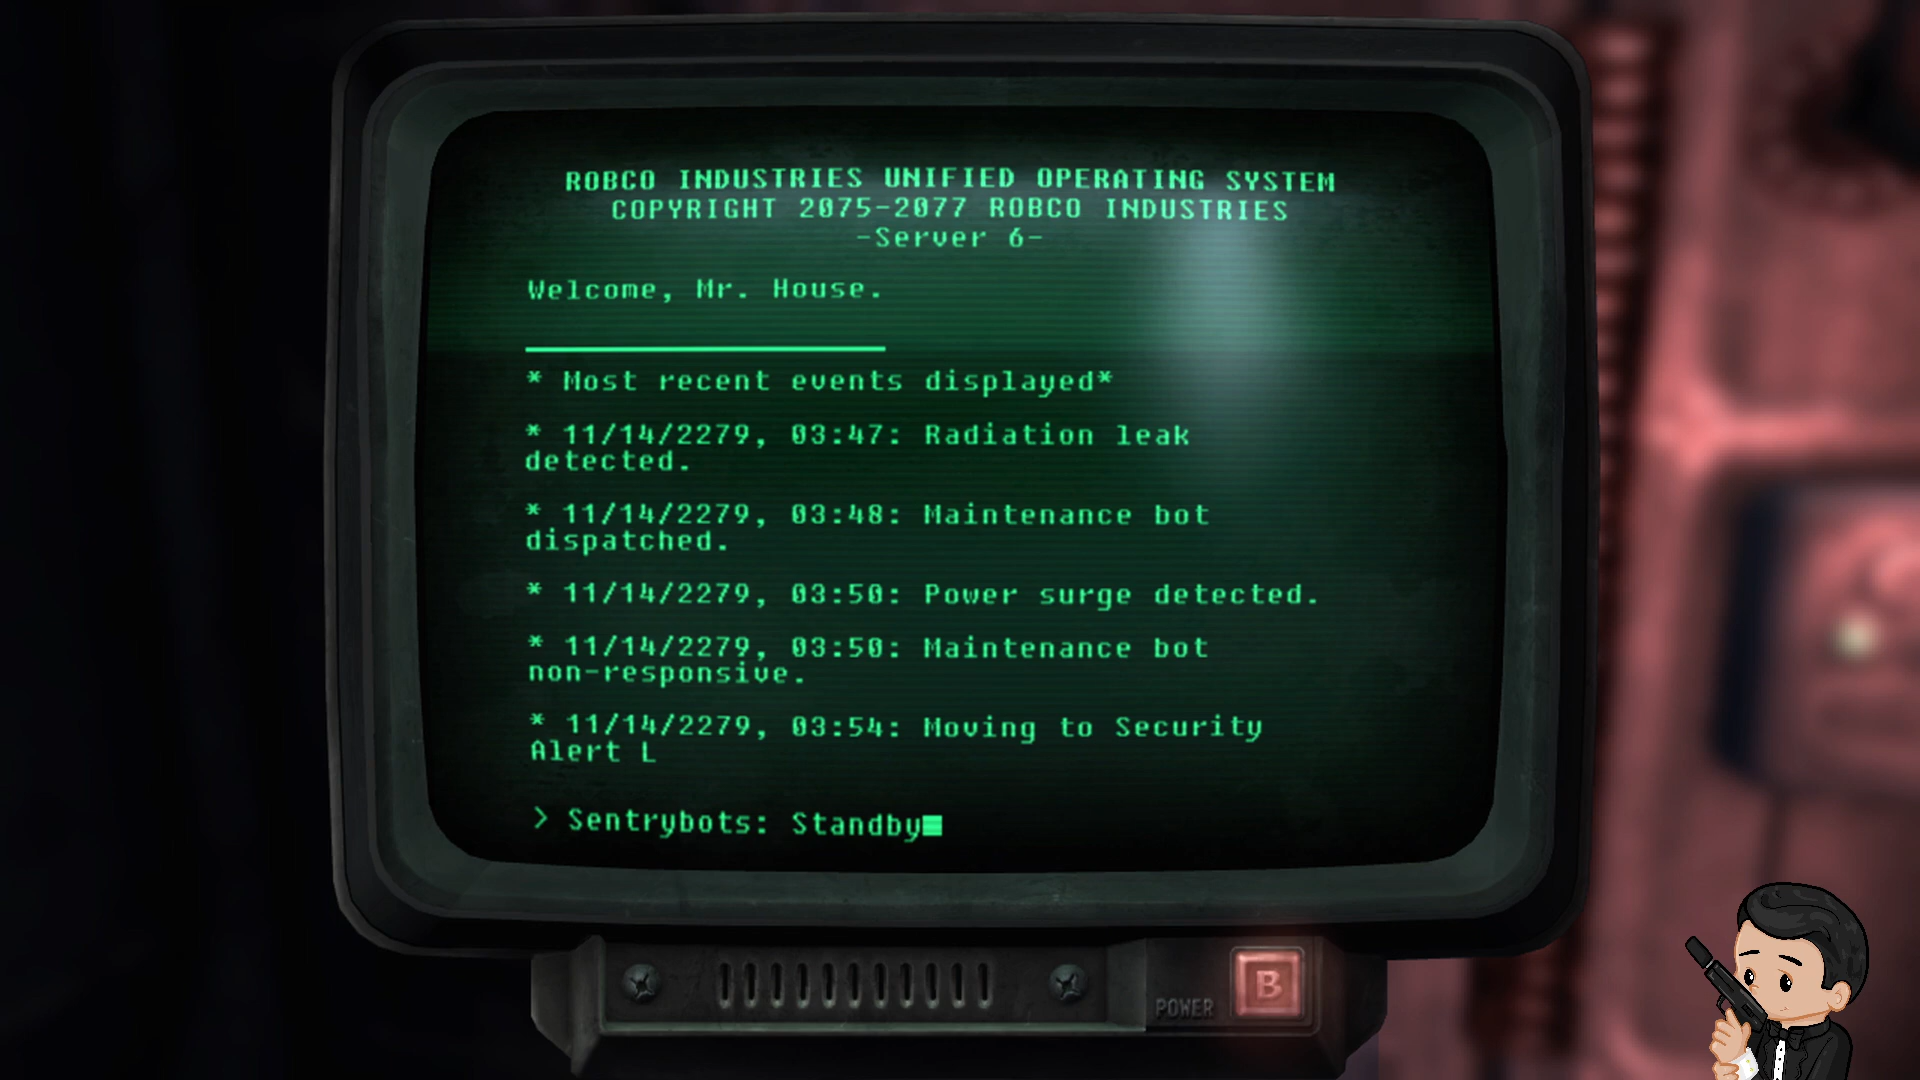 ROBCO INDUSTRIES UNIFIED OPERATING SYSTEM
COPYRIGHT 2075-2077 ROBCO INDUSTRIES
-Server 6-
Welcome, Mr. House.
* Most recent events displayed*
* 11/14/2279, 03:47: Radiation leak
detected.
* 11/14/2279, 03:48: Maintenance bot
dispatched.
* 11/14/2279, 03:50: Power surge detected.
* 11/14/2279, 03:50: Maintenance bot
non-responsive.
* 11/14/2279, 03:54: Moving to Security
Alert L
> Sentrybots: Standby
POWER
B